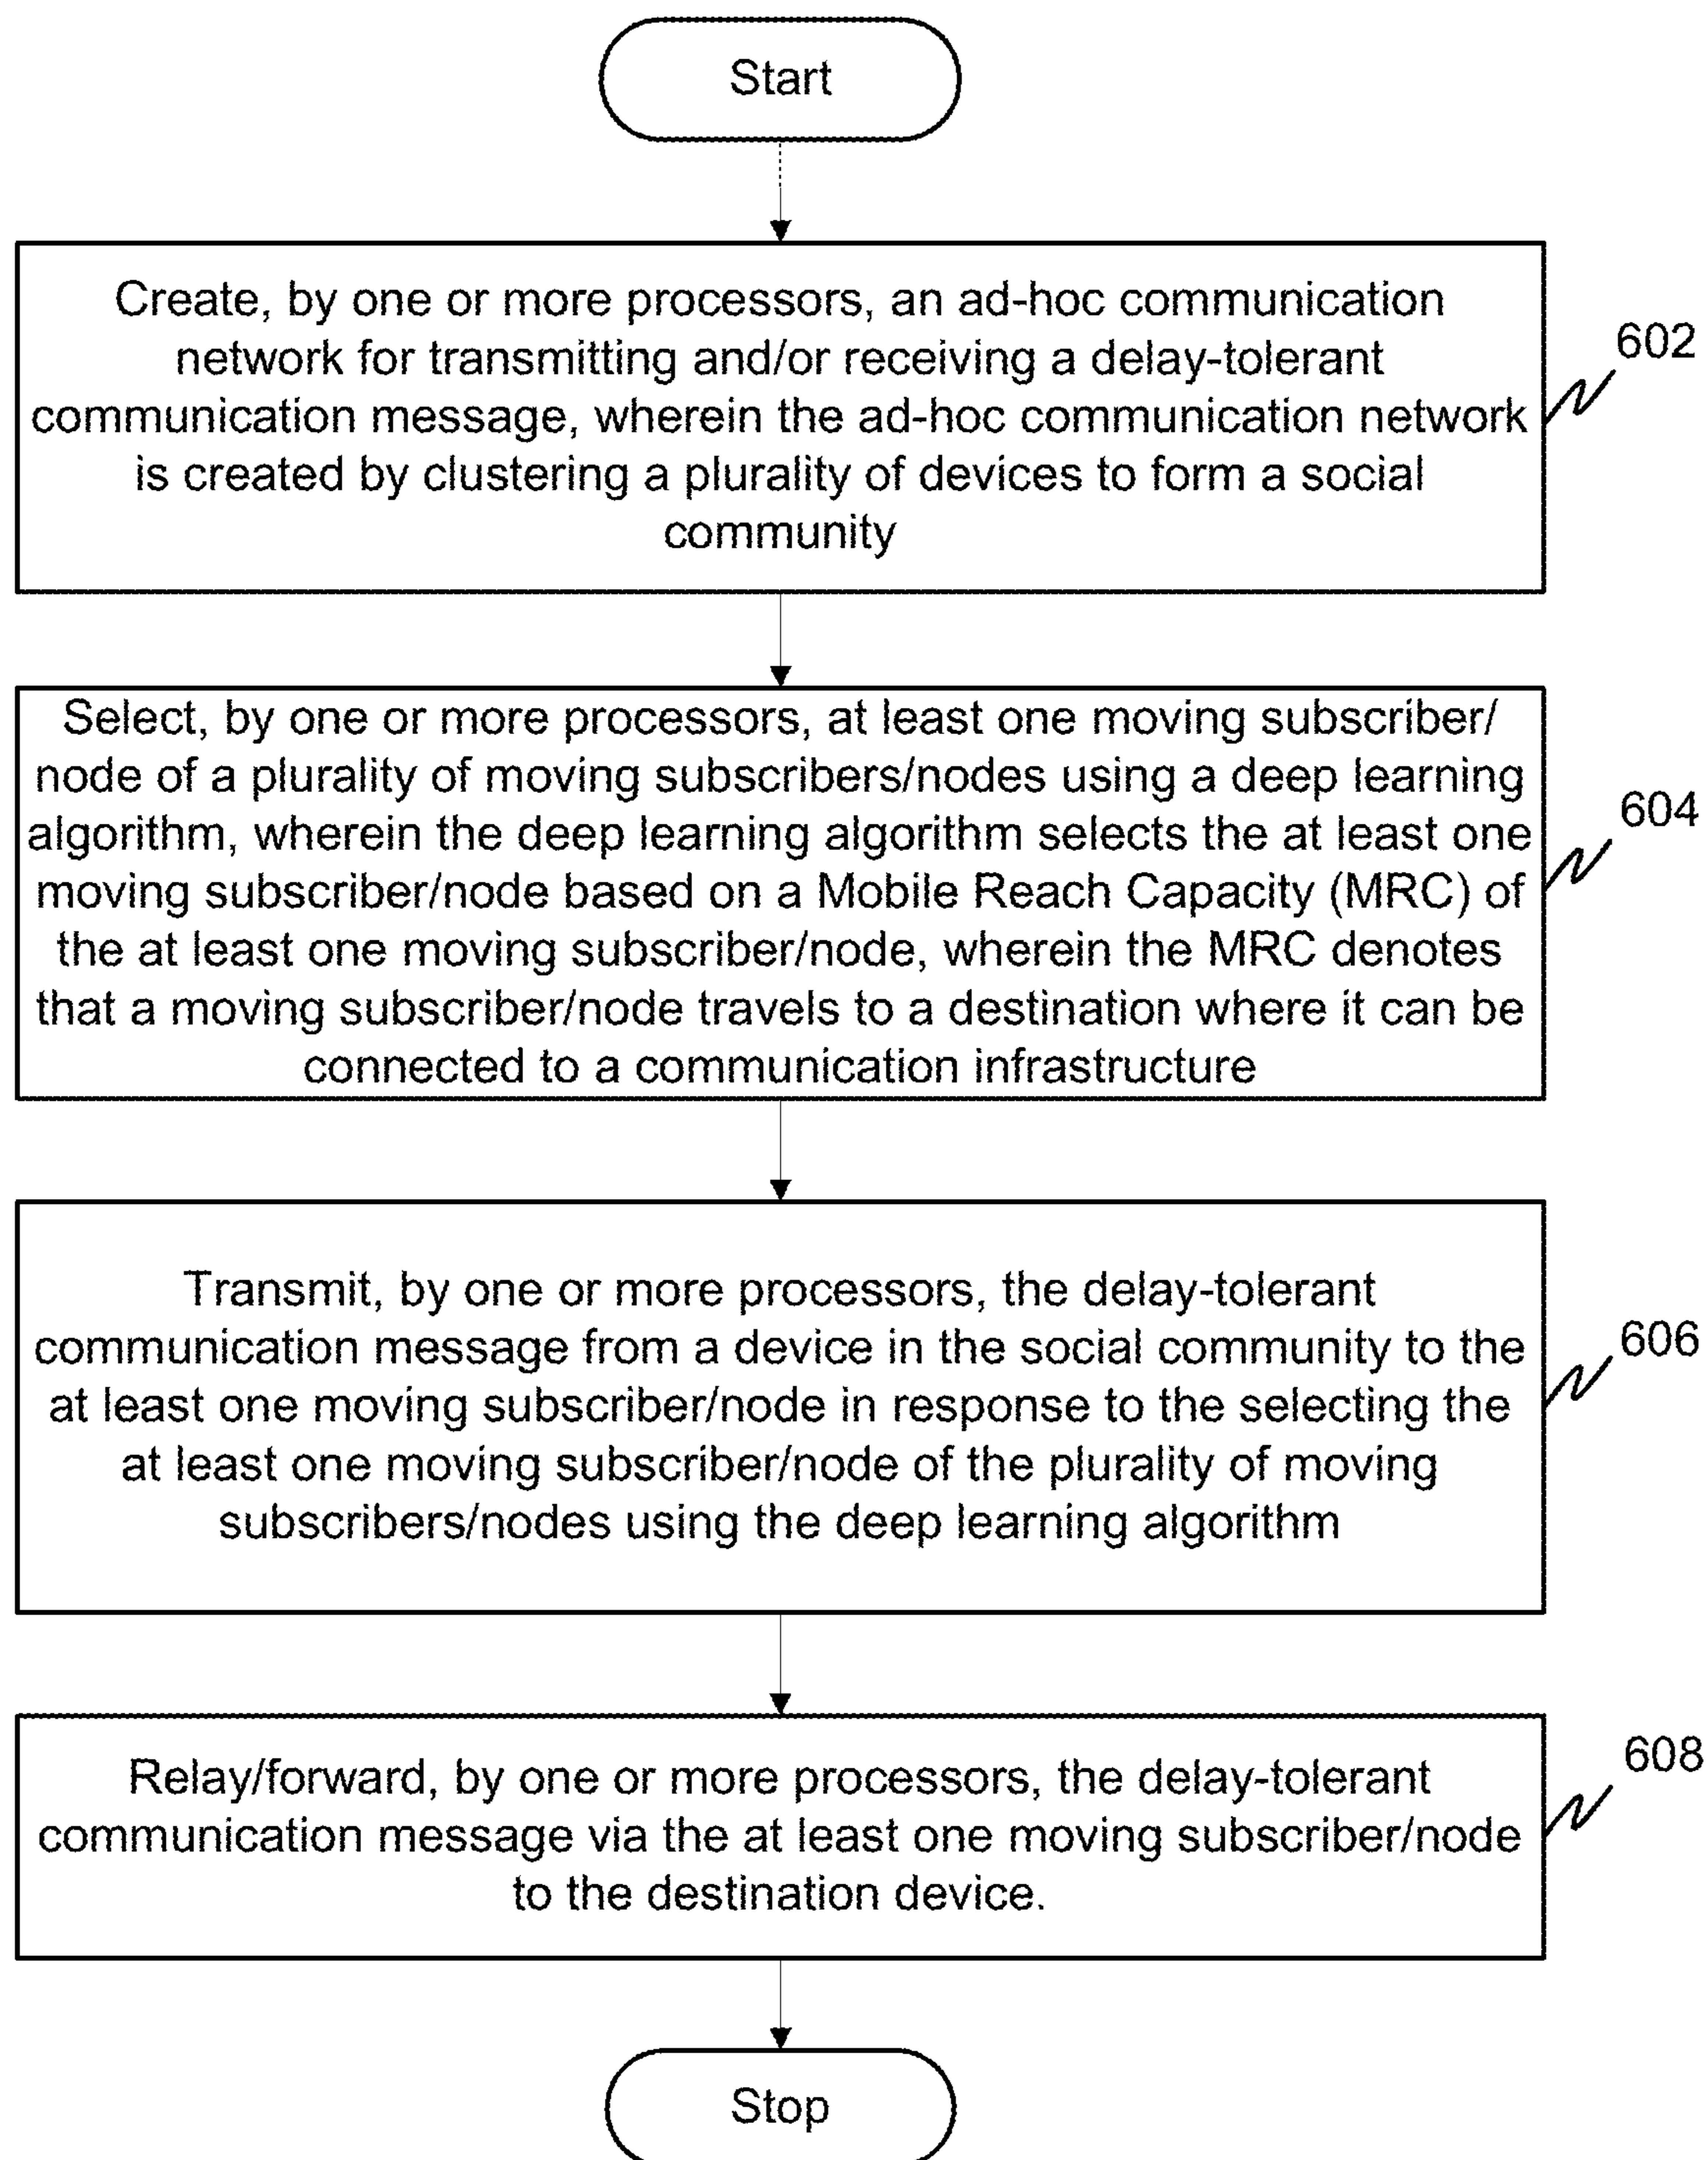 Start
Create, by one or more processors, an ad-hoc communication
network for transmitting and/or receiving a delay-tolerant
communication message, wherein the ad-hoc communication network
is created by clustering a plurality of devices to form a social
community
602
Select, by one or more processors, at least one moving subscriber/
node of a plurality of moving subscribers/nodes using a deep learning
algorithm, wherein the deep learning algorithm selects the at least one
moving subscriber/node based on a Mobile Reach Capacity (MRC) of
the at least one moving subscriber/node, wherein the MRC denotes
that a moving subscriber/node travels to a destination where it can be
connected to a communication infrastructure
604
Transmit, by one or more processors, the delay-tolerant
communication message from a device in the social community to the
at least one moving subscriber/node in response to the selecting the
at least one moving subscriber/node of the plurality of moving
subscribers/nodes using the deep learning algorithm
606
Relay/forward, by one or more processors, the delay-tolerant
communication message via the at least one moving subscriber/node
to the destination device.
608
Stop